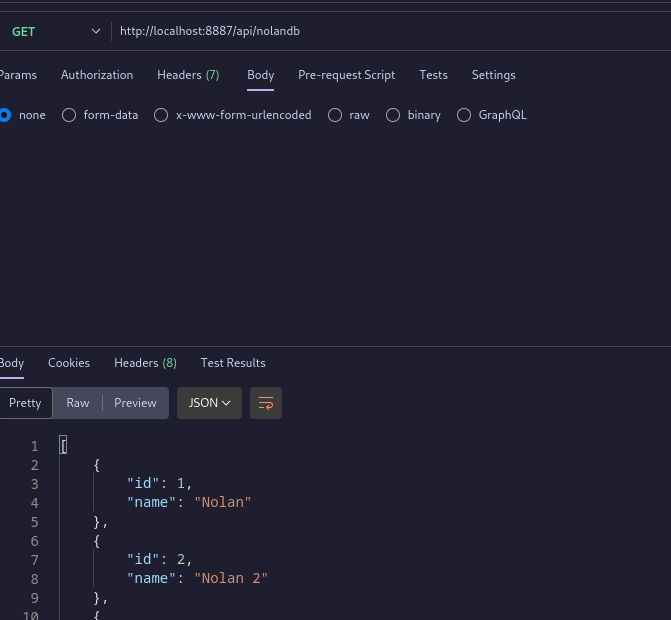 GET http://localhost:8887/api/nolandb
Params Authorization Headers (7) Body Pre-request Script Tests Settings
none form-data x-www-form-urlencoded raw binary GraphQL
Body Cookies Headers (8) Test Results
Pretty Raw Preview JSON
1 [
2 {
3 "id": 1,
4 "name": "Nolan"
5 },
6 {
7 "id": 2,
8 "name": "Nolan 2"
9 },
10 {